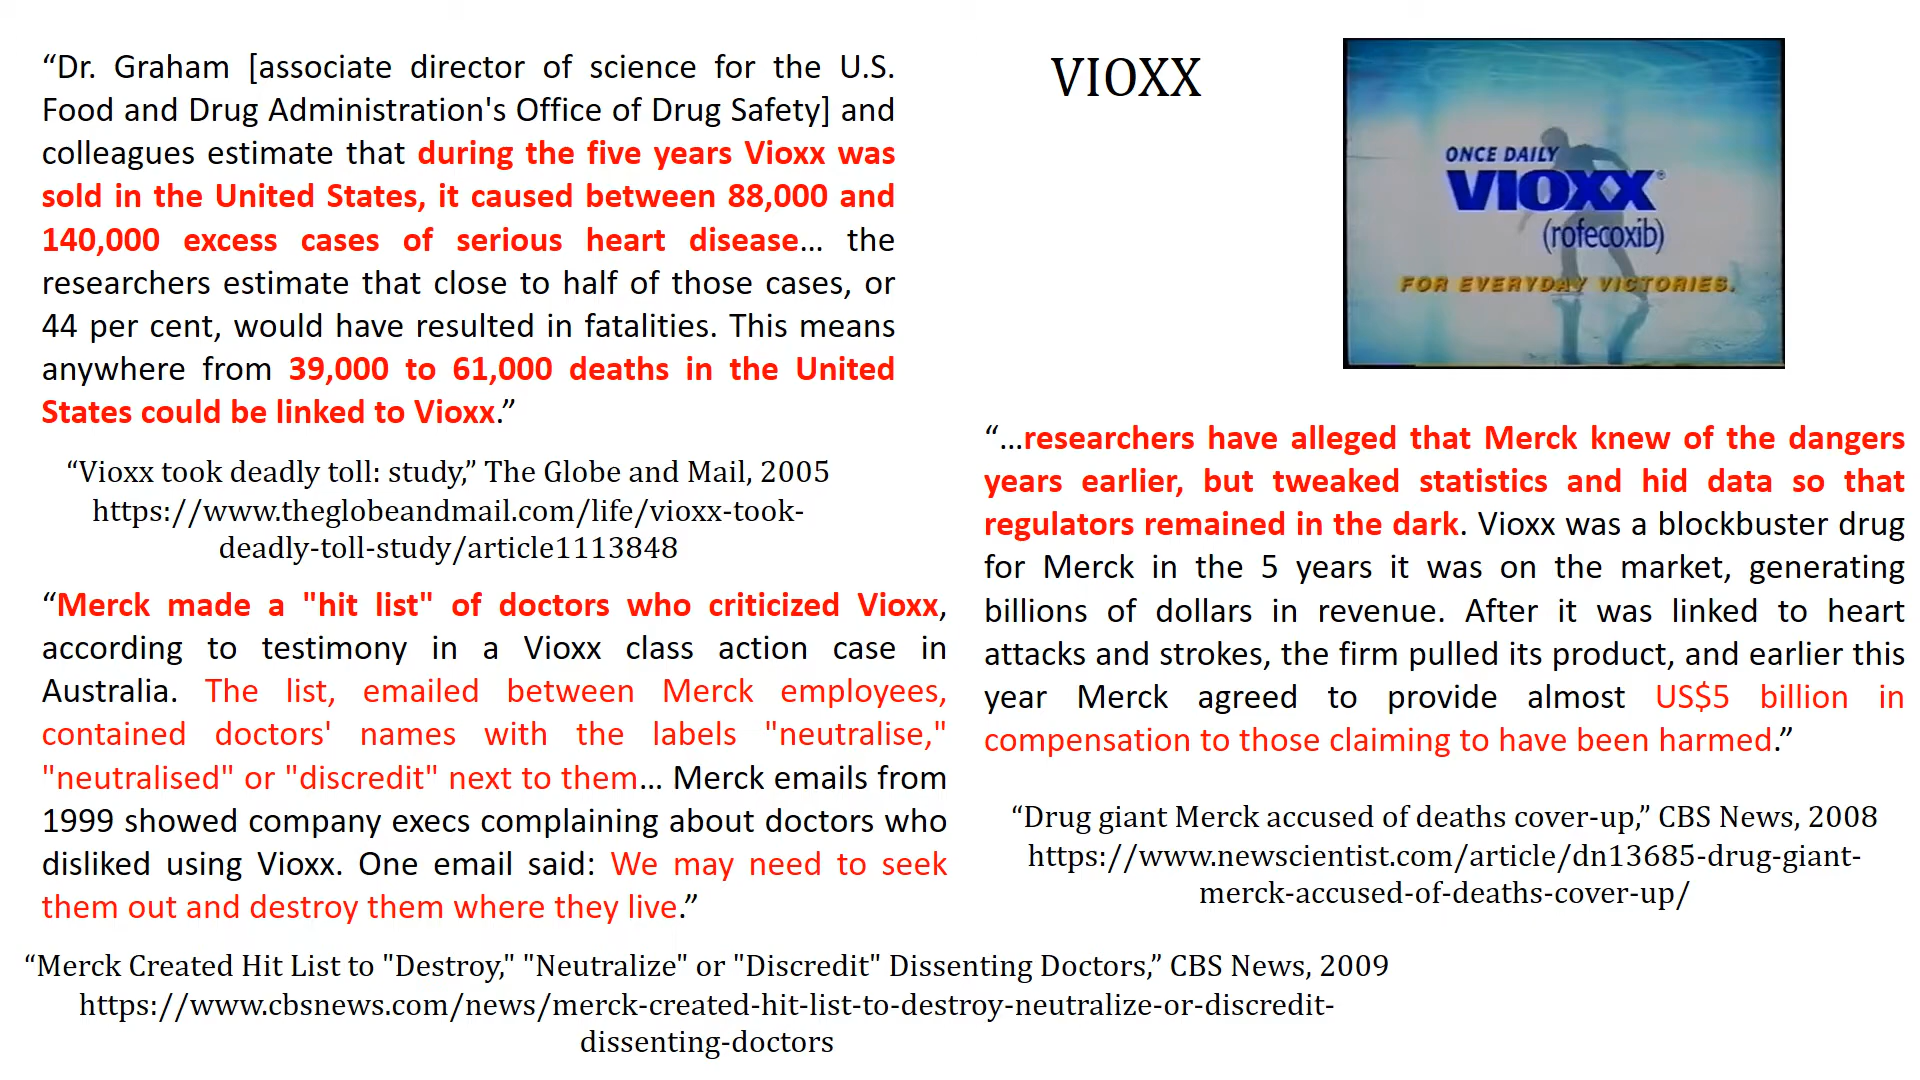 “Dr. Graham [associate director of science for the U.S.
Food and Drug Administration's Office of Drug Safety] and
colleagues estimate that during the five years Vioxx was
sold in the United States, it caused between 88,000 and
140,000 excess cases of serious heart disease… the
researchers estimate that close to half of those cases, or
44 per cent, would have resulted in fatalities. This means
anywhere from 39,000 to 61,000 deaths in the United
States could be linked to Vioxx.”
“Vioxx took deadly toll: study,” The Globe and Mail, 2005
https://www.theglobeandmail.com/life/vioxx-took-
deadly-toll-study/article1113848
“Merck made a "hit list" of doctors who criticized Vioxx,
according to testimony in a Vioxx class action case in
Australia. The list, emailed between Merck employees,
contained doctors' names with the labels "neutralise,"
"neutralised" or "discredit" next to them… Merck emails from
1999 showed company execs complaining about doctors who
disliked using Vioxx. One email said: We may need to seek
them out and destroy them where they live.”
“Merck Created Hit List to "Destroy," "Neutralize" or "Discredit" Dissenting Doctors,” CBS News, 2009
https://www.cbsnews.com/news/merck-created-hit-list-to-destroy-neutralize-or-discredit-
dissenting-doctors
VIOXX
ONCE DAILY
VIOXX®
(rofecoxib)
FOR EVERYDAY VICTORIES.
“…researchers have alleged that Merck knew of the dangers
years earlier, but tweaked statistics and hid data so that
regulators remained in the dark. Vioxx was a blockbuster drug
for Merck in the 5 years it was on the market, generating
billions of dollars in revenue. After it was linked to heart
attacks and strokes, the firm pulled its product, and earlier this
year Merck agreed to provide almost US$5 billion in
compensation to those claiming to have been harmed.”
“Drug giant Merck accused of deaths cover-up,” CBS News, 2008
https://www.newscientist.com/article/dn13685-drug-giant-
merck-accused-of-deaths-cover-up/